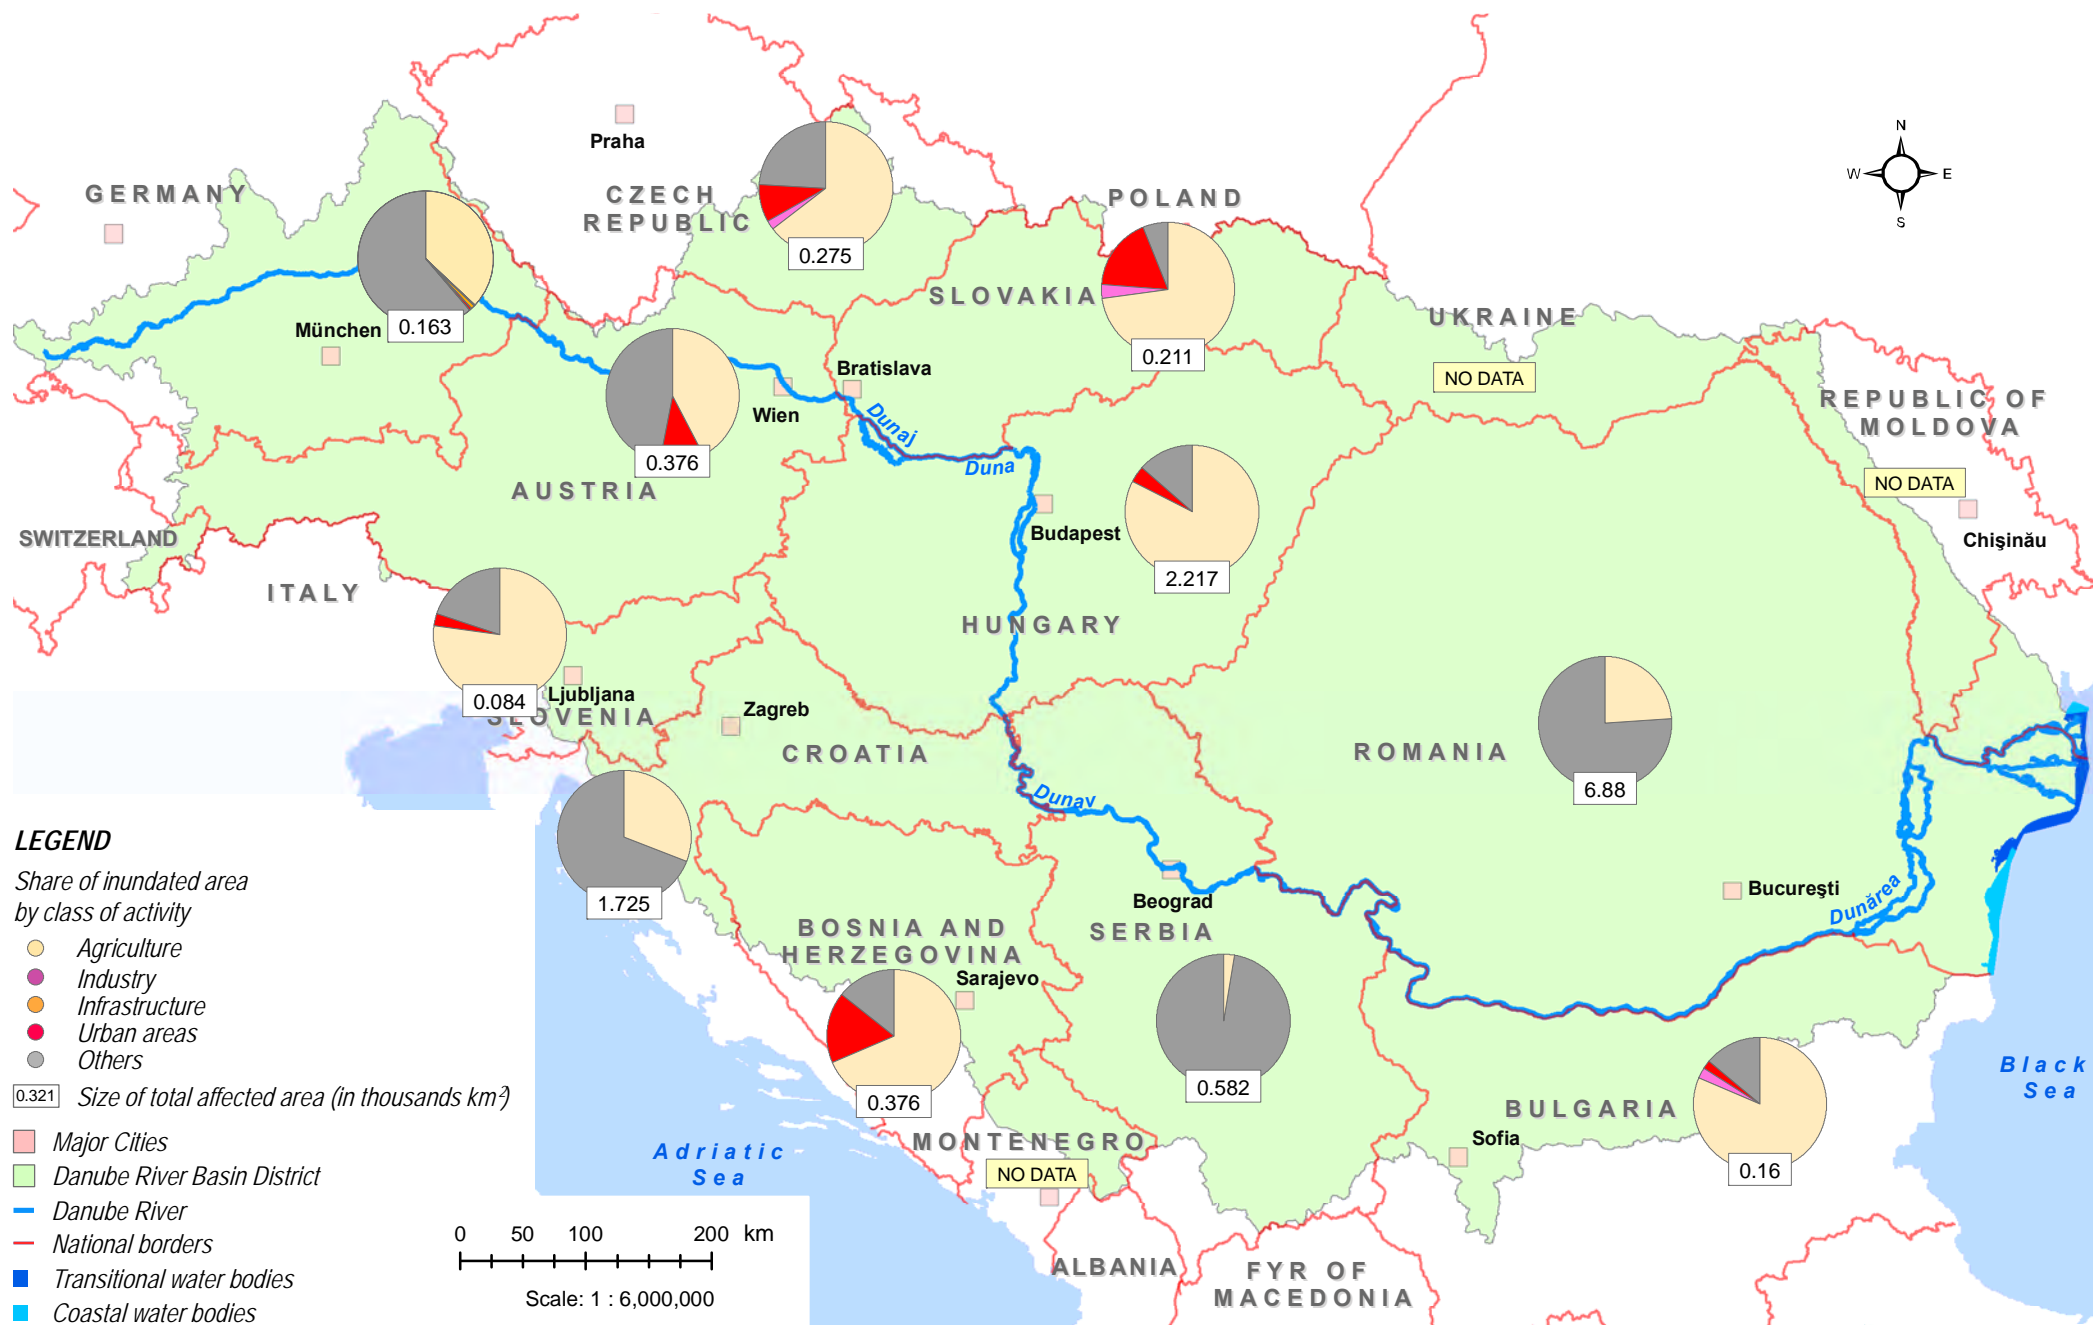 N
W
E
S
Praha
GERMANY
CZECH
REPUBLIC
POLAND
0.275
SLOVAKIA
UKRAINE
München
0.163
0.211
NO DATA
Bratislava
REPUBLIC OF
MOLDOVA
Wien
Dunaj
0.376
Duna
NO DATA
AUSTRIA
SWITZERLAND
Budapest
Chişinău
ITALY
2.217
HUNGARY
0.084
Ljubljana
SLOVENIA
Zagreb
CROATIA
ROMANIA
6.88
Dunav
1.725
Bucureşti
Dunărea
Beograd
BOSNIA AND
HERZEGOVINA
SERBIA
Sarajevo
0.376
0.582
BULGARIA
Sofia
0.16
Black
Sea
MONTENEGRO
NO DATA
Adriatic
Sea
ALBANIA
FYR OF
MACEDONIA
LEGEND
Share of inundated area
by class of activity
Agriculture
Industry
Infrastructure
Urban areas
Others
0.321 Size of total affected area (in thousands km²)
Major Cities
Danube River Basin District
Danube River
National borders
Transitional water bodies
Coastal water bodies
0 50 100 200 km
Scale: 1 : 6,000,000